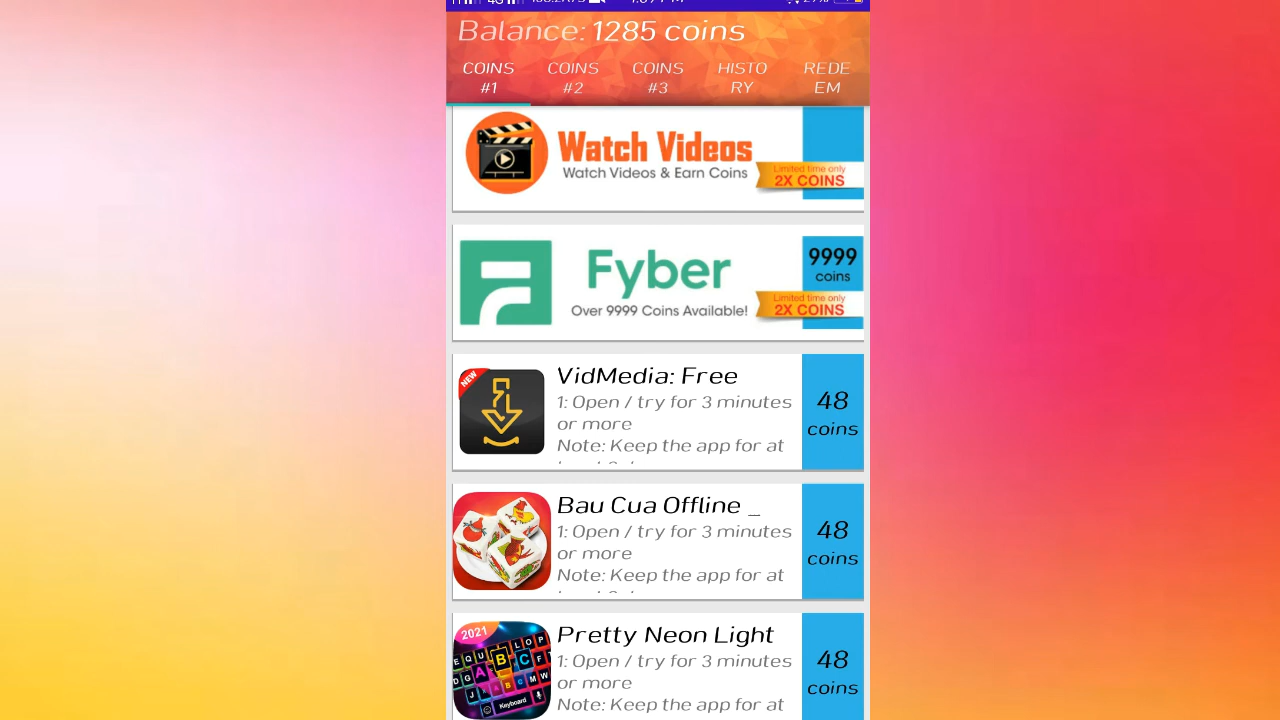 Balance: 1285 coins
COINS #1
COINS #2
COINS #3
HISTO RY
REDE EM
Watch Videos
Watch Videos & Earn Coins
Limited time only
2X COINS
Fyber
Over 9999 Coins Available!
9999
coins
Limited time only
2X COINS
NEW
VidMedia: Free
1: Open / try for 3 minutes
or more
Note: Keep the app for at
48
coins
Bau Cua Offline _
1: Open / try for 3 minutes
or more
Note: Keep the app for at
48
coins
2021
Keyboard
Pretty Neon Light
1: Open / try for 3 minutes
or more
Note: Keep the app for at
48
coins